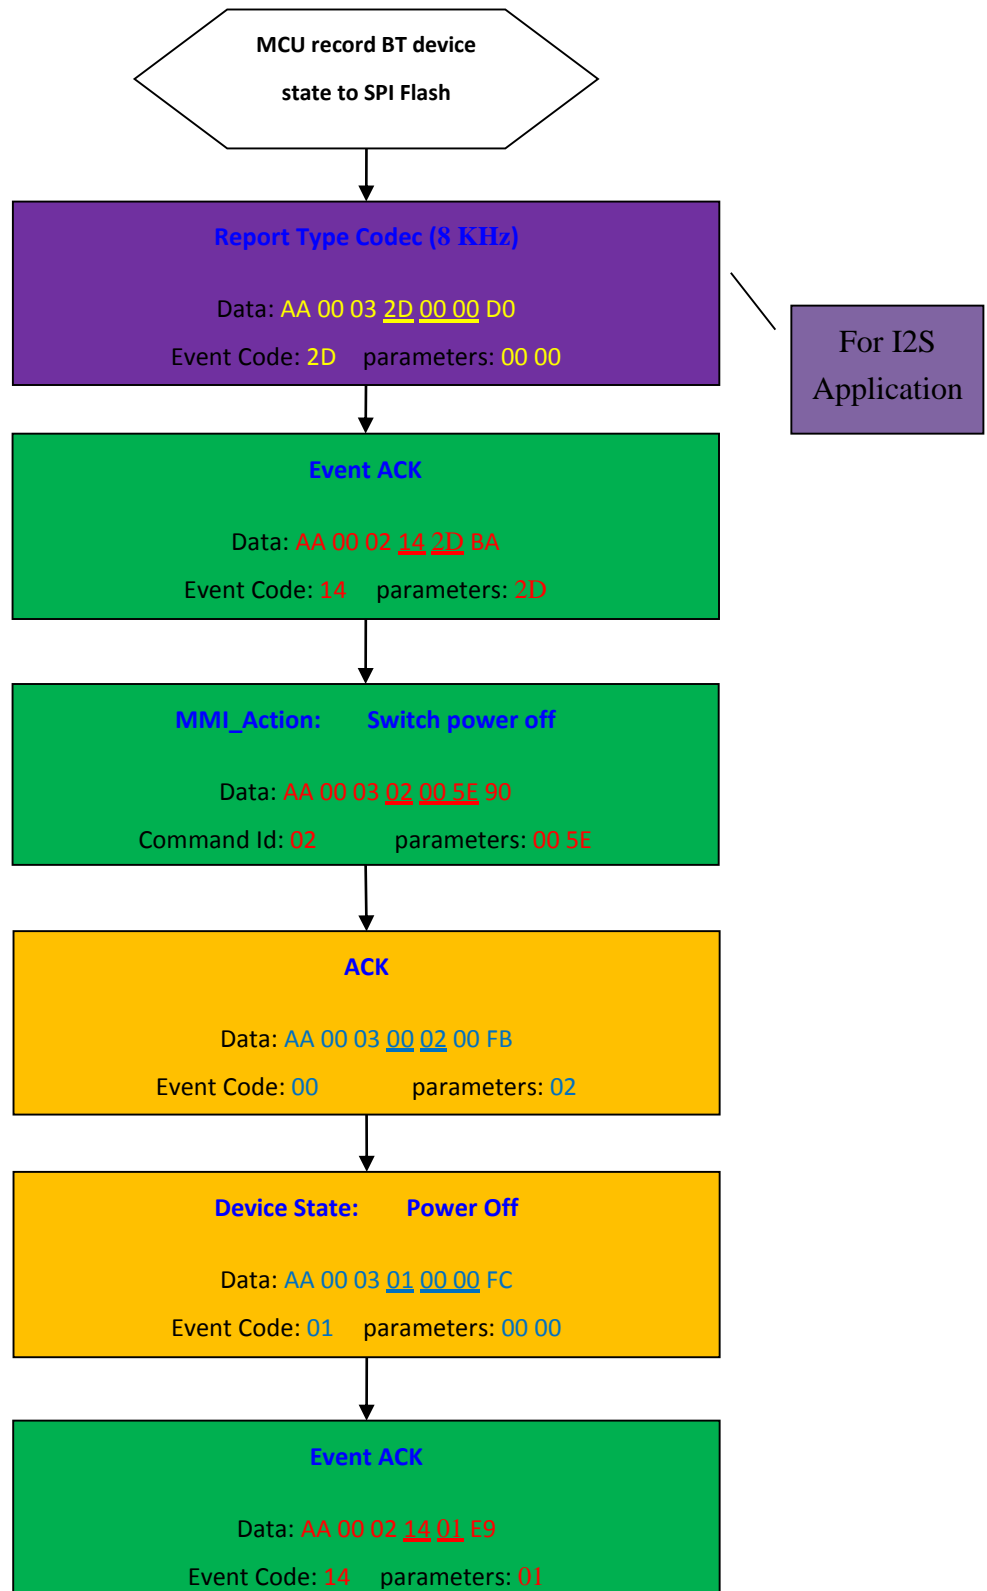 MCU record BT device
state to SPI Flash
Report Type Codec (8 KHz)
Data: AA 00 03 2D 00 00 D0
Event Code: 2D parameters: 00 00
For I2S
Application
Event ACK
Data: AA 00 02 14 2D BA
Event Code: 14 parameters: 2D
MMI_Action: Switch power off
Data: AA 00 03 02 00 5E 90
Command Id: 02 parameters: 00 5E
ACK
Data: AA 00 03 00 02 00 FB
Event Code: 00 parameters: 02
Device State: Power Off
Data: AA 00 03 01 00 00 FC
Event Code: 01 parameters: 00 00
Event ACK
Data: AA 00 02 14 01 E9
Event Code: 14 parameters: 01